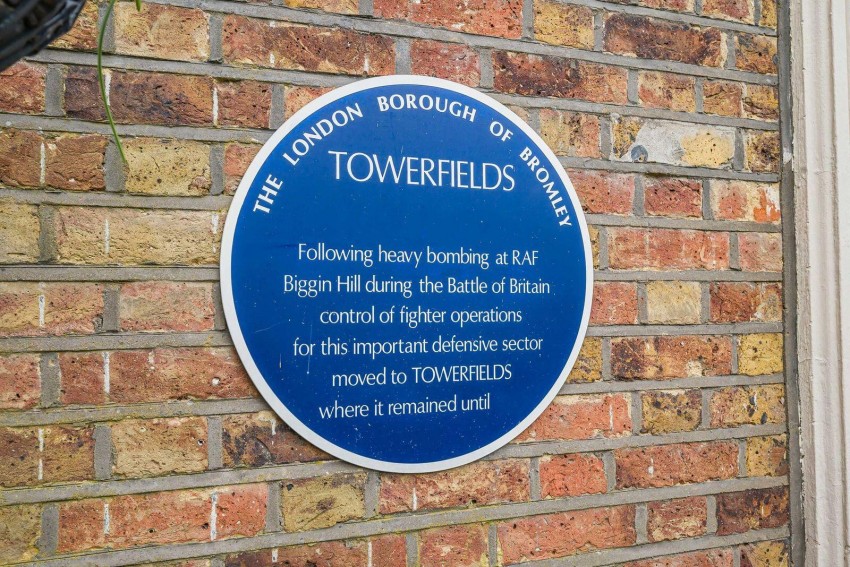 THE LONDON BOROUGH OF BROMLEY
TOWERFIELDS
Following heavy bombing at RAF
Biggin Hill during the Battle of Britain
control of fighter operations
for this important defensive sector
moved to TOWERFIELDS
where it remained until